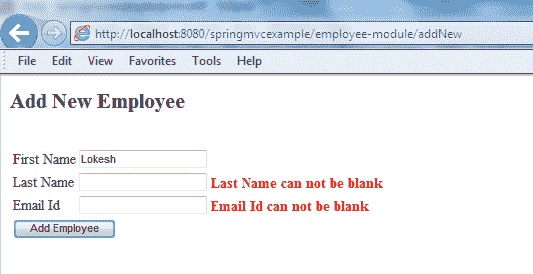 http://localhost:8080/springmvcexample/employee-module/addNew
File Edit View Favorites Tools Help
Add New Employee
First Name Lokesh
Last Name Last Name can not be blank
Email Id Email Id can not be blank
Add Employee